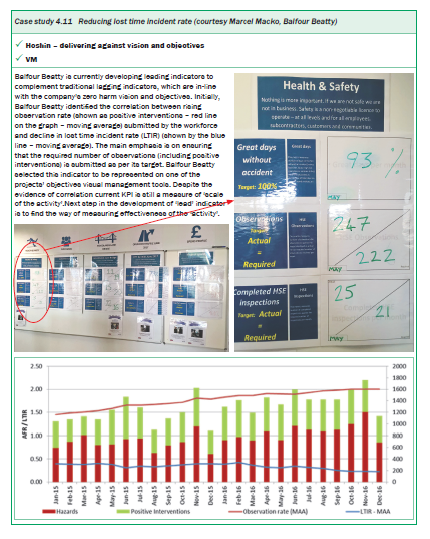 Case study 4.11 Reducing lost time incident rate (courtesy Marcel Macko, Balfour Beatty)
✓ Hoshin – delivering against vision and objectives
✓ VM
Balfour Beatty is currently developing leading indicators to
complement traditional lagging indicators, which are in-line
with the company's zero harm vision and objectives. Initially,
Balfour Beatty identified the correlation between rising
observation rate (shown as positive interventions – red line
on the graph – moving average) submitted by the workforce
and decline in lost time incident rate (LTIR) (shown by the blue
line – moving average). The main emphasis is on ensuring
that the required number of observations (including positive
interventions) is submitted as per its target. Balfour Beatty
selected this indicator to be represented on one of the
projects' objectives visual management tools. Despite the
evidence of correlation current KPI is still a measure of 'scale
of the activity'.Next step in the development of 'lead' indicator
is to find the way of measuring effectiveness of the 'activity'.
Health & Safety
Nothing is more important. If we are not safe we are
not in business. Safety is a non-negotiable licence to
operate – at all levels and for all employees,
subcontractors, customers and communities.
Great days
without
accident
Target: 100%
Great days
93 %
MAY
Observations
Target:
Actual
=
Required
HSE
Observations
247
222
MAY
Completed HSE
inspections
Target: Actual
=
Required
HSE
Inspections
25
21
MAY
AFR / LTIR
2.50
2.00
1.50
1.00
0.50
0.00
2000
1800
1600
1400
1200
1000
800
600
400
200
0
Jan-15 Feb-15 Mar-15 Apr-15 May-15 Jun-15 Jul-15 Aug-15 Sep-15 Oct-15 Nov-15 Dec-15 Jan-16 Feb-16 Mar-16 Apr-16 May-16 Jun-16 Jul-16 Aug-16 Sep-16 Oct-16 Nov-16 Dec-16
Hazards Positive Interventions Observation rate (MAA) LTIR - MAA